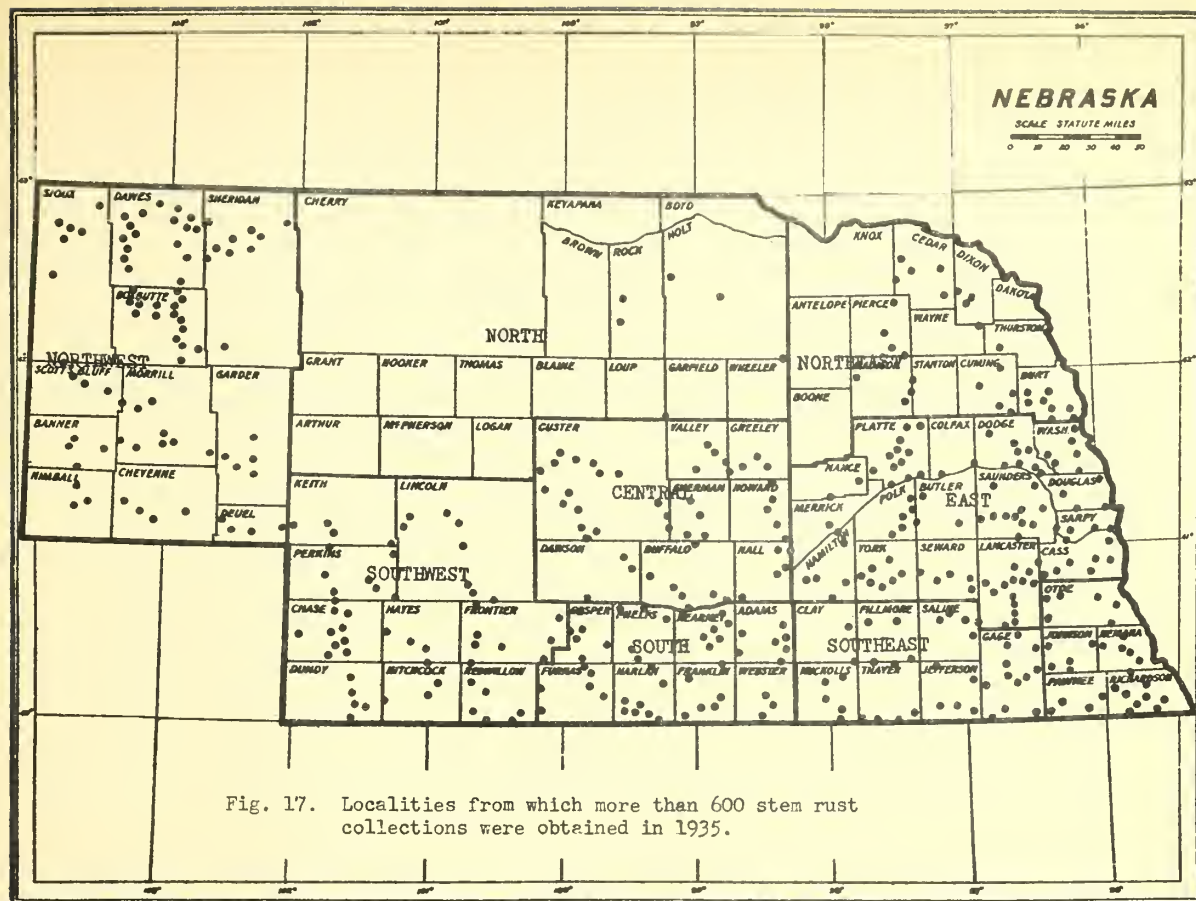 NEBRASKA
SCALE STATUTE MILES
0 10 20 30 40 50
SIOUX DAWES SHERIDAN CHERRY KEYAPAHA BOYD
BROWN ROCK HOLT KNOX CEDAR DIXON
DAKOTA
BOXBUTTE
ANTELOPE PIERCE WAYNE THURSTON
NORTH
NORTHWEST NORTHEAST
SCOTTS BLUFF MORRILL GARDEN GRANT HOOKER THOMAS BLAINE LOUP GARFIELD WHEELER MADISON STANTON CUMING BURT
BOONE
BANNER ARTHUR McPHERSON LOGAN CUSTER VALLEY GREELEY PLATTE COLFAX DODGE WASH.
NANCE
KIMBALL CHEYENNE KEITH LINCOLN SHERMAN HOWARD POLK BUTLER SAUNDERS DOUGLAS
CENTRAL EAST
DEUEL MERRICK SARPY
PERKINS DAWSON BUFFALO HALL HAMILTON YORK SEWARD LANCASTER CASS
SOUTHWEST
OTOE
CHASE HAYES FRONTIER GOSPER PHELPS KEARNEY ADAMS CLAY FILLMORE SALINE GAGE JOHNSON NEMAHA
SOUTH SOUTHEAST
DUNDY HITCHCOCK REDWILLOW FURNAS HARLAN FRANKLIN WEBSTER NUCKOLLS THAYER JEFFERSON PAWNEE RICHARDSON
Fig. 17. Localities from which more than 600 stem rust
collections were obtained in 1935.